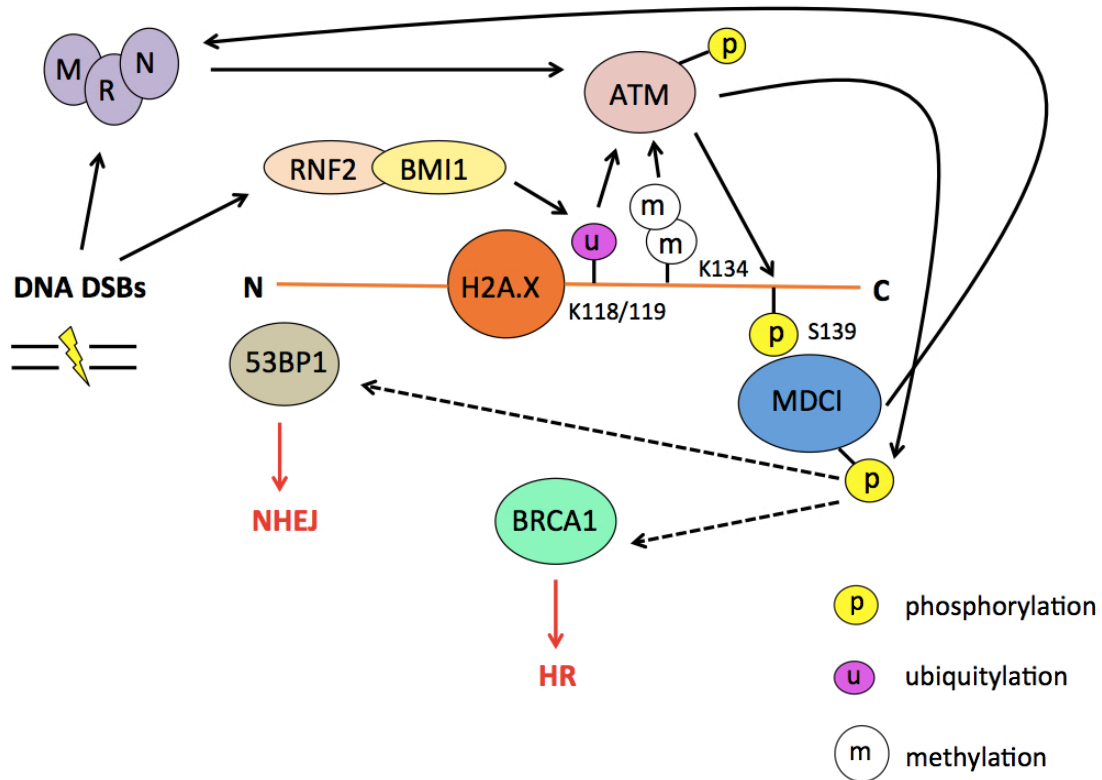 p
M
R
N
ATM
RNF2
BMI1
m
m
u
K134
DNA DSBs
N
H2A.X
C
K118/119
p
S139
53BP1
MDCI
p
NHEJ
BRCA1
HR
p
phosphorylation
u
ubiquitylation
m
methylation